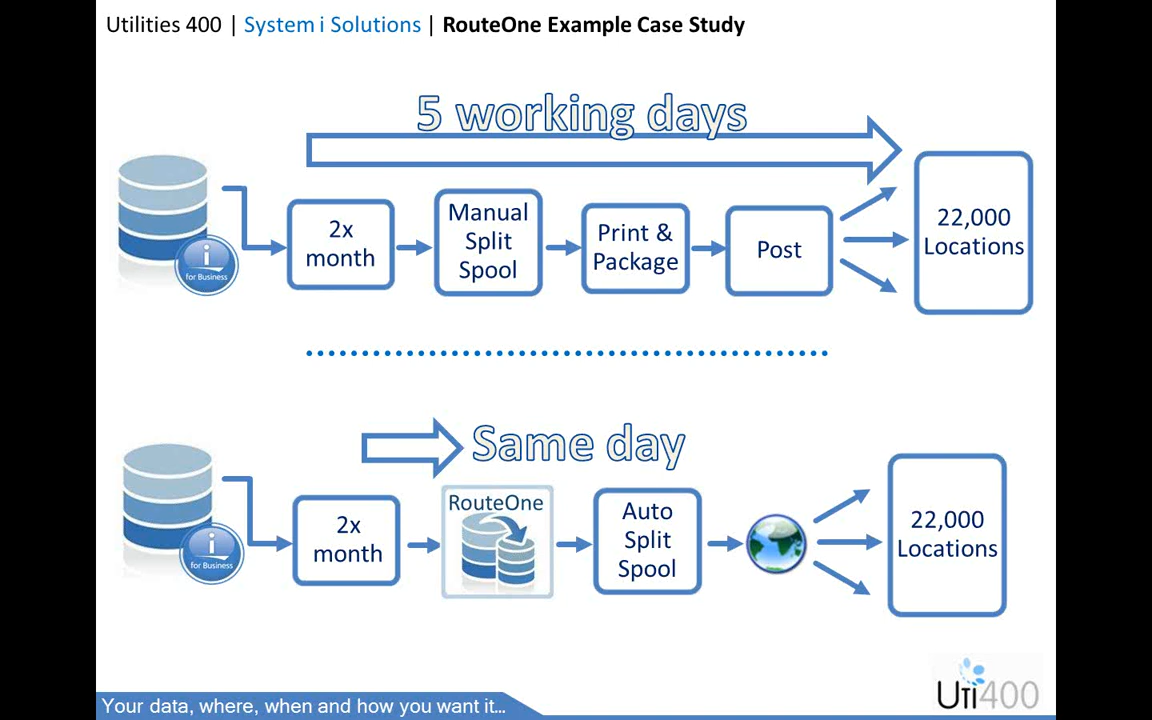 Utilities 400 | System i Solutions | RouteOne Example Case Study
5 working days
i
for Business
2x
month
Manual
Split
Spool
Print &
Package
Post
22,000
Locations
Same day
i
for Business
2x
month
RouteOne
Auto
Split
Spool
22,000
Locations
Your data, where, when and how you want it…
Uti400